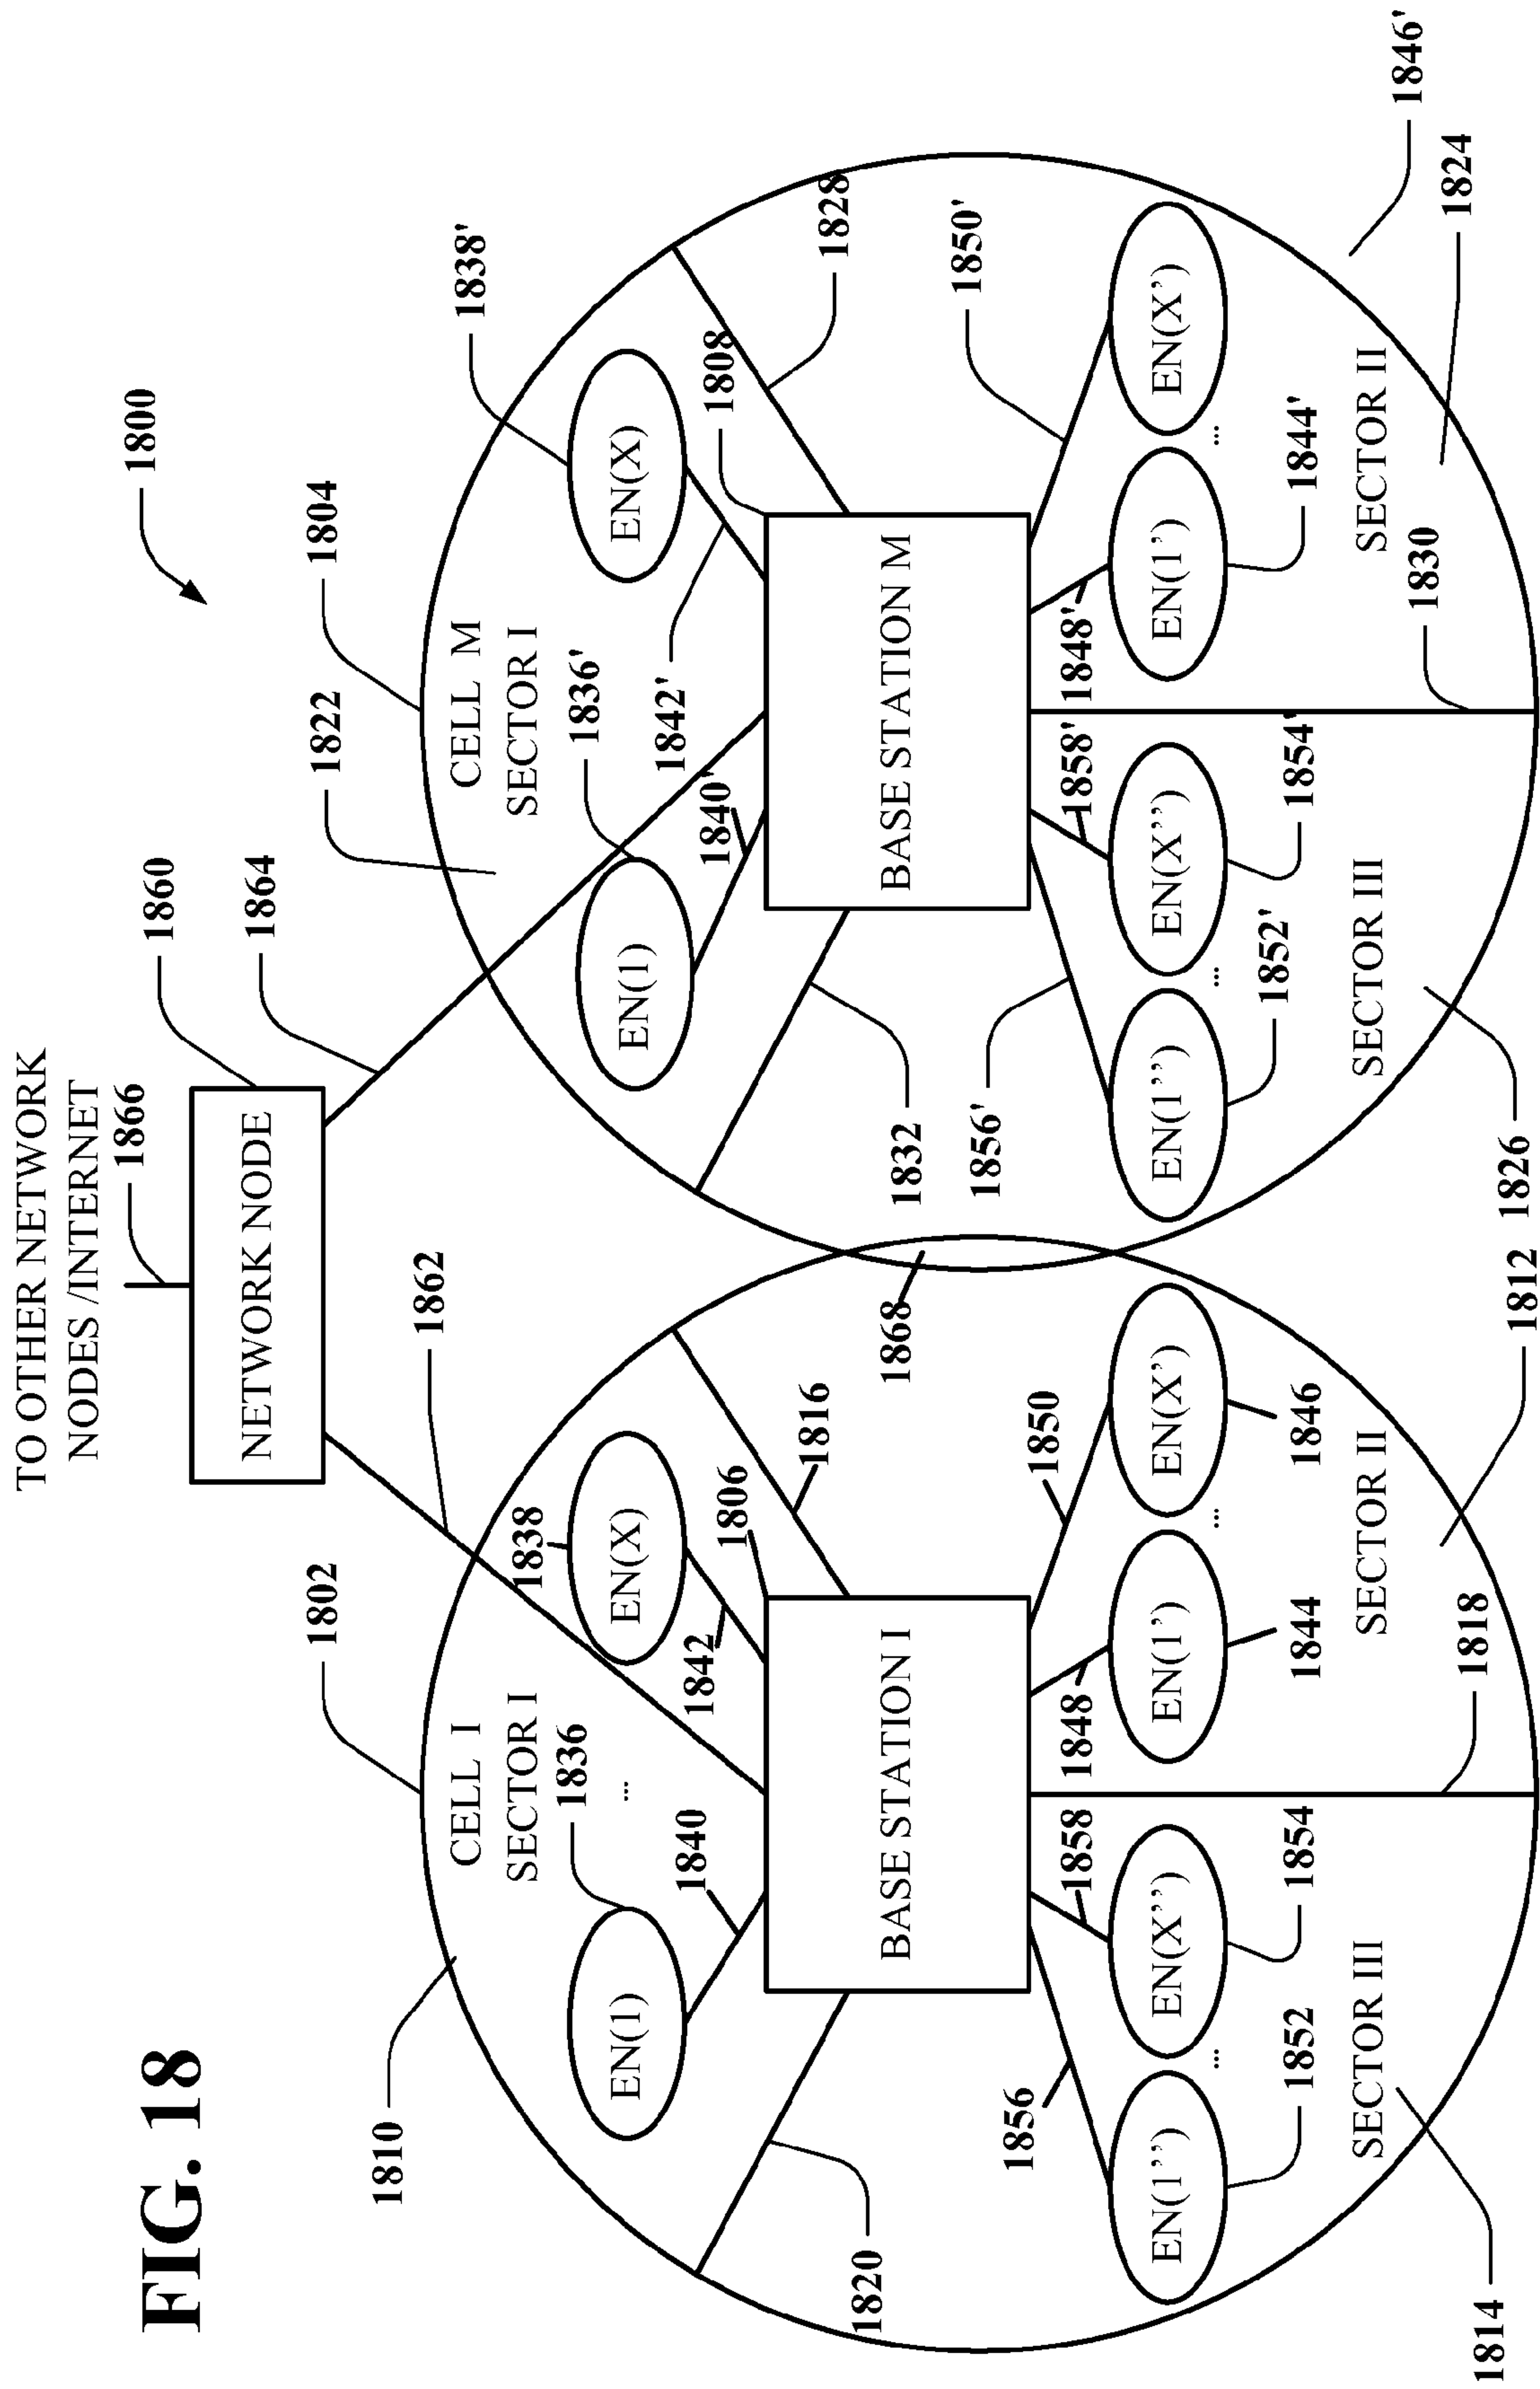 FIG. 18
1800
TO OTHER NETWORK
NODES /INTERNET
1866
NETWORK NODE
1860
1862
1864
1802
1804
1810
1822
CELL I
SECTOR I
1836
...
1838
EN(1)
EN(X)
1840
1842
1806
1816
1820
BASE STATION I
1868
1856
1858
1848
1850
EN(1'')
...
EN(X'')
EN(1')
...
EN(X')
1852
1854
1844
1846
SECTOR III
SECTOR II
1814
1818
1812
CELL M
SECTOR I
1836'
1838'
EN(1)
EN(X)
1840'
1842'
1808
1828
1832
BASE STATION M
1856'
1858'
1848'
1850'
EN(1'')
...
EN(X'')
EN(1')
...
EN(X')
1852'
1854'
1844'
1846'
SECTOR III
SECTOR II
1826
1830
1824